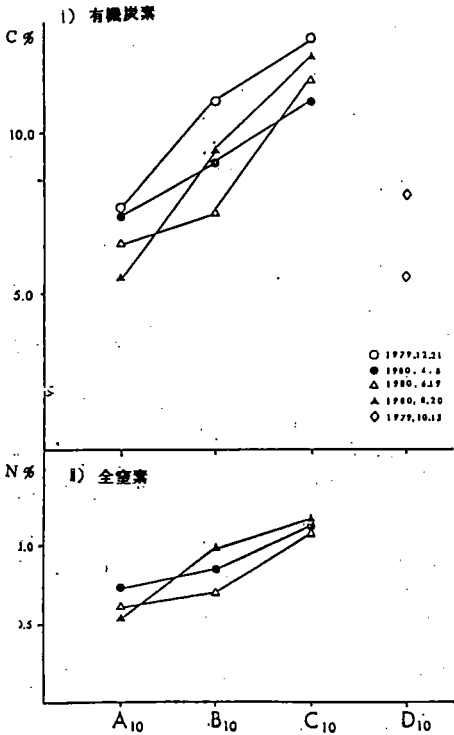 Ⅰ) 有機炭素
C %
10.0
5.0
○ 1979,12,21
● 1980, 4, 8
△ 1980, 6,19
▲ 1980, 8,20
◇ 1979,10,13
N %
Ⅱ) 全窒素
1.0
0.5
A10 B10 C10 D10